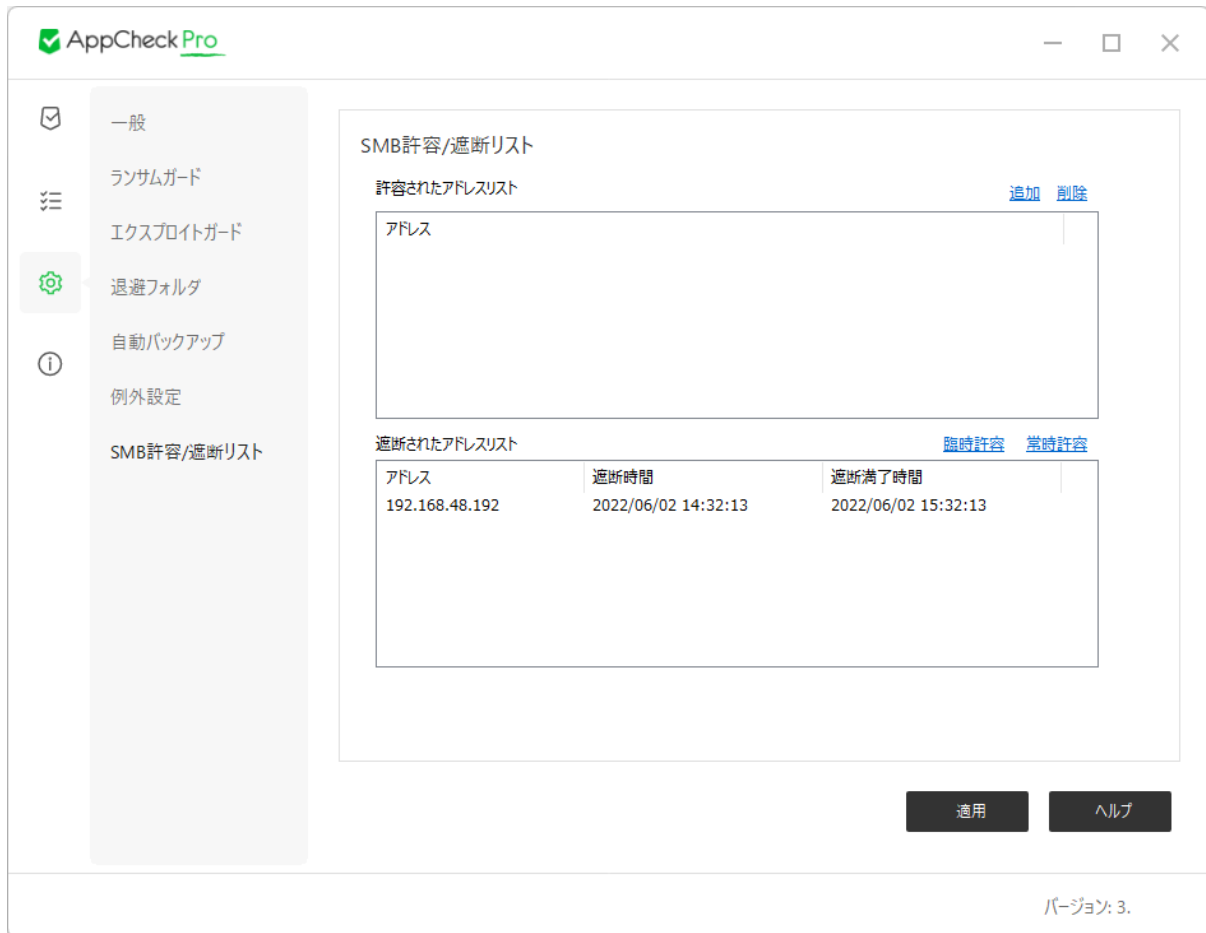 AppCheck Pro
一般
ランサムガード
エクスプロイトガード
退避フォルダ
自動バックアップ
例外設定
SMB許容/遮断リスト
SMB許容/遮断リスト
許容されたアドレスリスト 追加 削除
アドレス
遮断されたアドレスリスト 臨時許容 常時許容
アドレス 遮断時間 遮断満了時間
192.168.48.192 2022/06/02 14:32:13 2022/06/02 15:32:13
適用 ヘルプ
バージョン: 3.